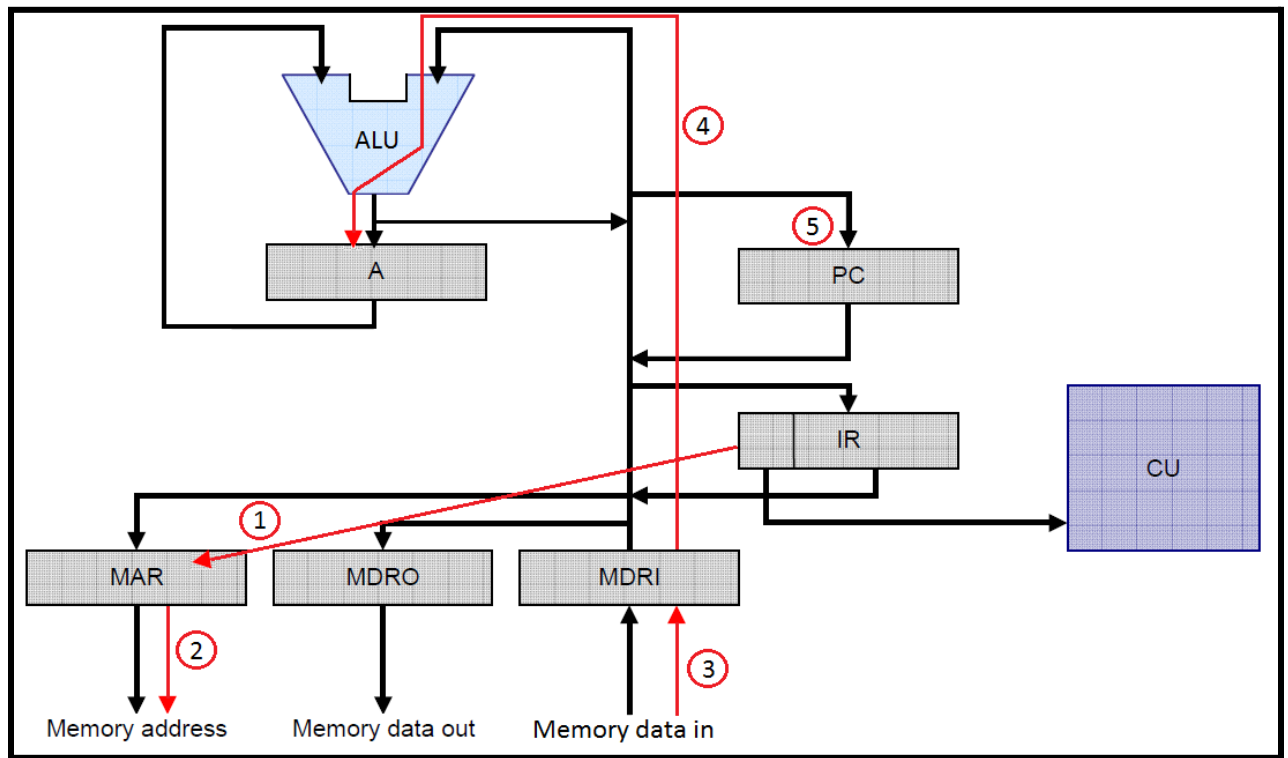 4
ALU
5
A
PC
IR
CU
1
MAR
MDRO
MDRI
2
3
Memory address
Memory data out
Memory data in